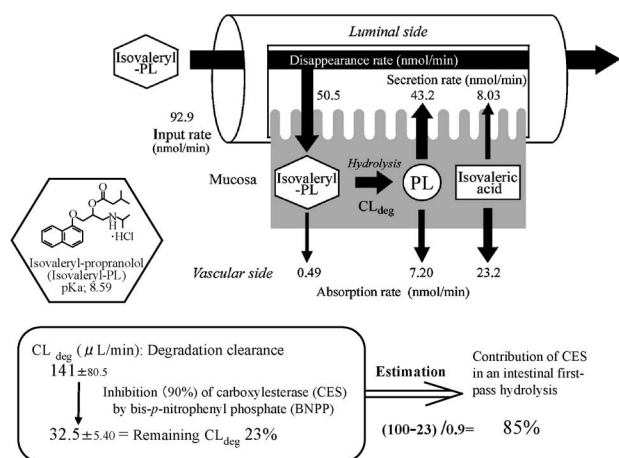 Luminal side
Isovaleryl
-PL
Disappearance rate (nmol/min)
Secretion rate (nmol/min)
50.5
43.2
8.03
92.9
Input rate
(nmol/min)
Mucosa
Isovaleryl
-PL
Hydrolysis
CLdeg
PL
Isovaleric
acid
O
O
O
N
H
·HCl
Isovaleryl-propranolol
(Isovaleryl-PL)
pKa; 8.59
Vascular side
0.49
7.20
23.2
Absorption rate (nmol/min)
CL deg (μL/min): Degradation clearance
141±80.5
Inhibition (90%) of carboxylesterase (CES)
by bis-p-nitrophenyl phosphate (BNPP)
32.5±5.40 = Remaining CLdeg 23%
Estimation
(100-23) /0.9=
85%
Contribution of CES
in an intestinal first-
pass hydrolysis